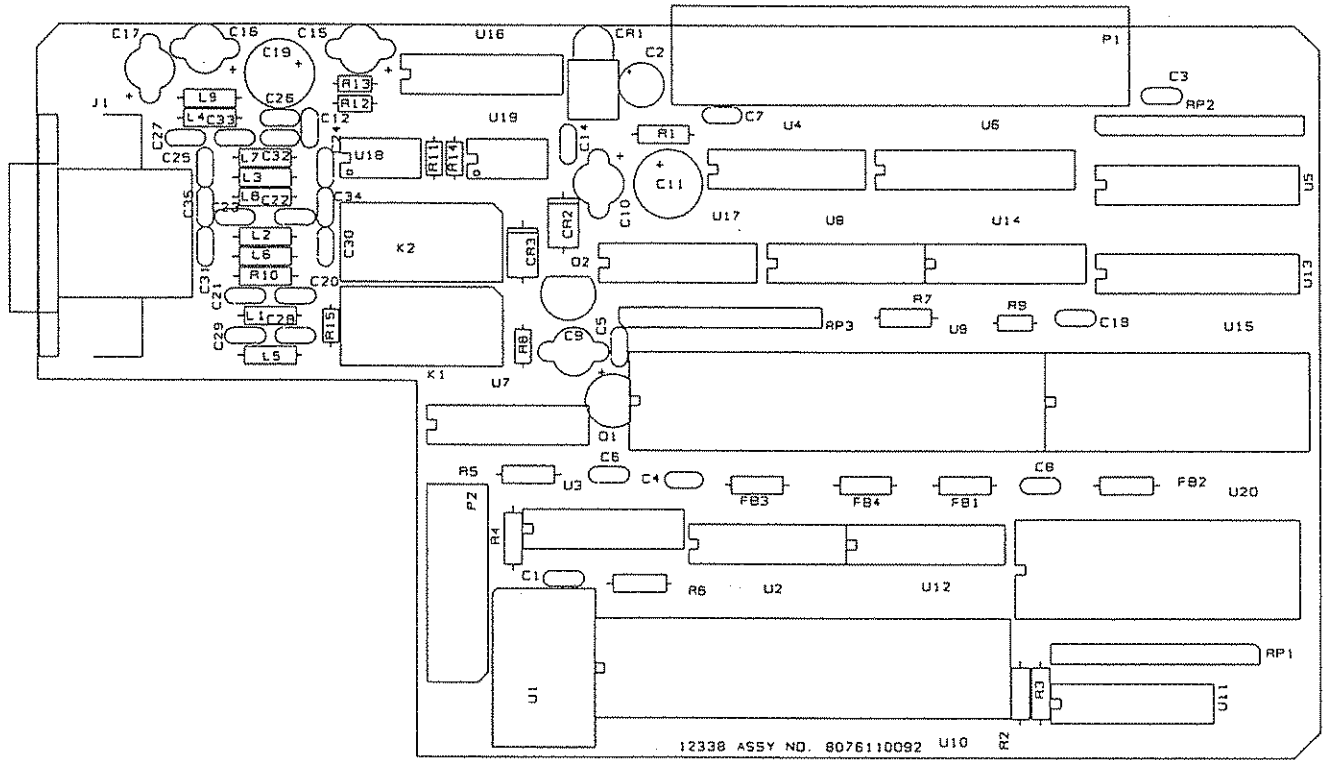 C17
C16
C15
U16
CR1
C2
P1
C19
+
+
+
+
+
R13
R12
C3
RP2
J1
L9
L4
C33
C26
C12
C27
C24
U18
R11
R14
U19
C14
C7
R1
U4
U6
C25
L7
C32
L3
L8
C22
C34
C35
C23
+
C10
+
C11
U5
U17
U8
U14
L2
L6
R10
C30
K2
CR3
CR2
Q2
U13
C31
C21
C20
L1
C28
R15
C29
L5
K1
U7
R8
C9
+
C5
RP3
R7
U9
R9
C18
U15
Q1
R5
U3
C6
C4
FB3
FB4
FB1
C8
FB2
U20
P2
R4
C1
R6
U2
U12
U1
RP1
R2
R3
U11
U10
12338 ASSY NO. 8076110092